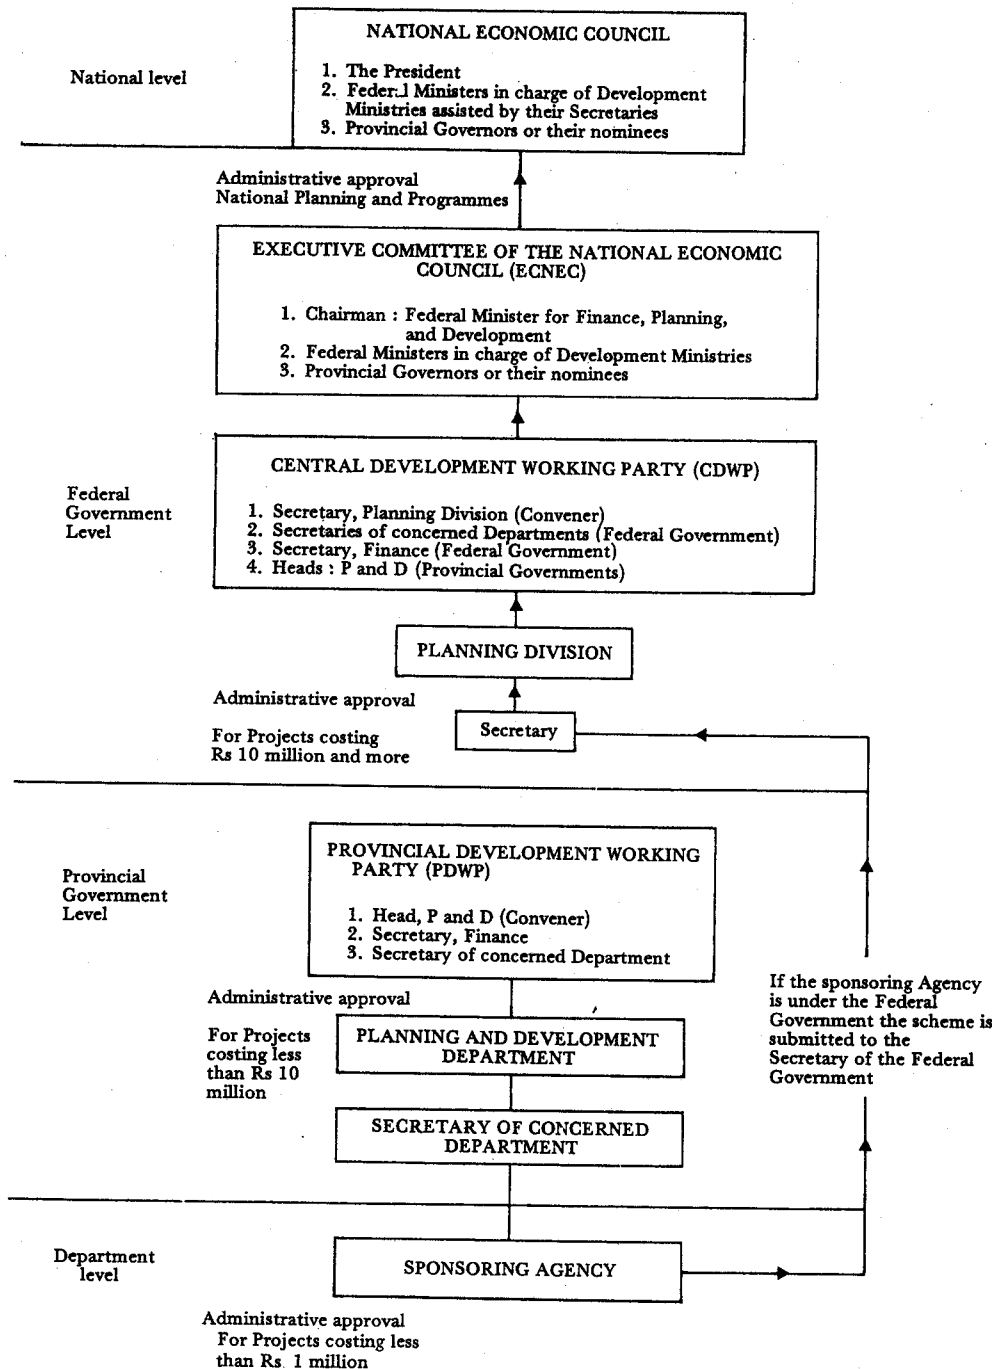 NATIONAL ECONOMIC COUNCIL
National level
1. The President
2. Federal Ministers in charge of Development
Ministries assisted by their Secretaries
3. Provincial Governors or their nominees
Administrative approval
National Planning and Programmes
EXECUTIVE COMMITTEE OF THE NATIONAL ECONOMIC
COUNCIL (ECNEC)
1. Chairman : Federal Minister for Finance, Planning,
and Development
2. Federal Ministers in charge of Development Ministries
3. Provincial Governors or their nominees
CENTRAL DEVELOPMENT WORKING PARTY (CDWP)
Federal
Government
Level
1. Secretary, Planning Division (Convener)
2. Secretaries of concerned Departments (Federal Government)
3. Secretary, Finance (Federal Government)
4. Heads : P and D (Provincial Governments)
PLANNING DIVISION
Administrative approval
For Projects costing
Rs 10 million and more
Secretary
PROVINCIAL DEVELOPMENT WORKING
PARTY (PDWP)
Provincial
Government
Level
1. Head, P and D (Convener)
2. Secretary, Finance
3. Secretary of concerned Department
If the sponsoring Agency
is under the Federal
Government the scheme is
submitted to the
Secretary of the Federal
Government
Administrative approval
For Projects
costing less
than Rs 10
million
PLANNING AND DEVELOPMENT
DEPARTMENT
SECRETARY OF CONCERNED
DEPARTMENT
Department
level
SPONSORING AGENCY
Administrative approval
For Projects costing less
than Rs. 1 million